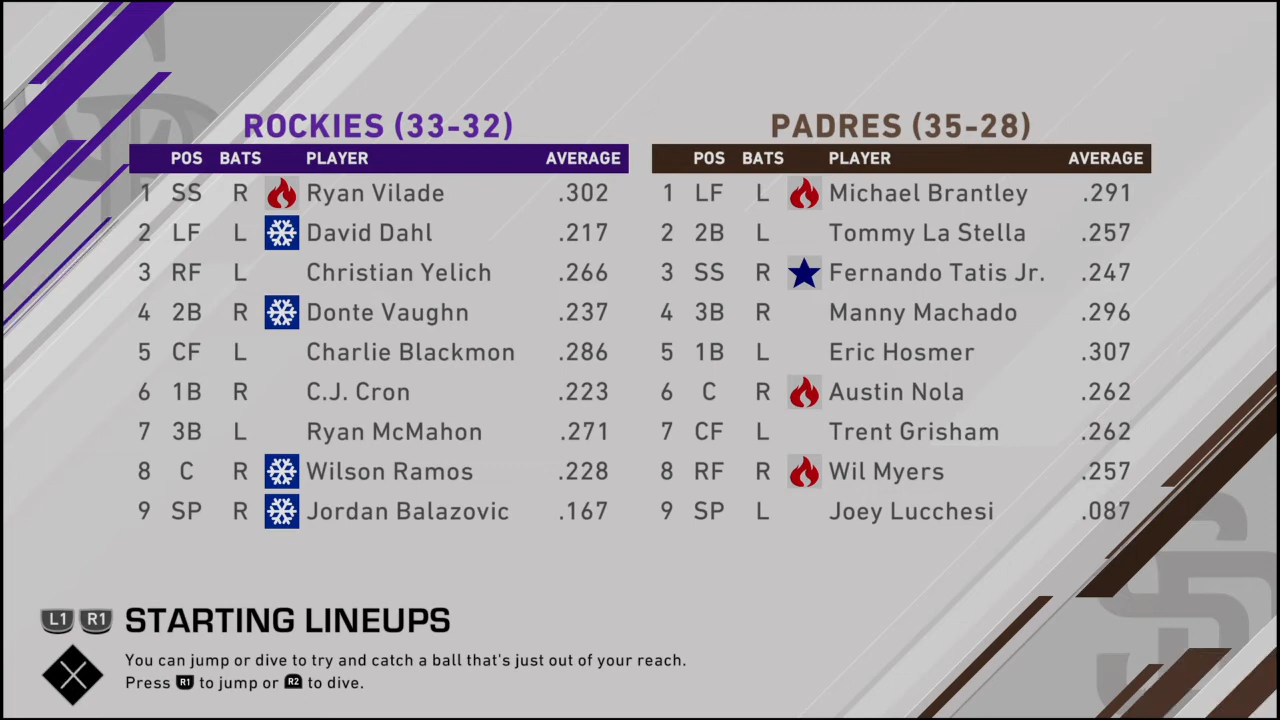 ROCKIES (33-32)
POS BATS PLAYER AVERAGE
1 SS R Ryan Vilade .302
2 LF L David Dahl .217
3 RF L Christian Yelich .266
4 2B R Donte Vaughn .237
5 CF L Charlie Blackmon .286
6 1B R C.J. Cron .223
7 3B L Ryan McMahon .271
8 C R Wilson Ramos .228
9 SP R Jordan Balazovic .167
PADRES (35-28)
POS BATS PLAYER AVERAGE
1 LF L Michael Brantley .291
2 2B L Tommy La Stella .257
3 SS R Fernando Tatis Jr. .247
4 3B R Manny Machado .296
5 1B L Eric Hosmer .307
6 C R Austin Nola .262
7 CF L Trent Grisham .262
8 RF R Wil Myers .257
9 SP L Joey Lucchesi .087
L1 R1 STARTING LINEUPS
You can jump or dive to try and catch a ball that's just out of your reach.
Press R1 to jump or R2 to dive.